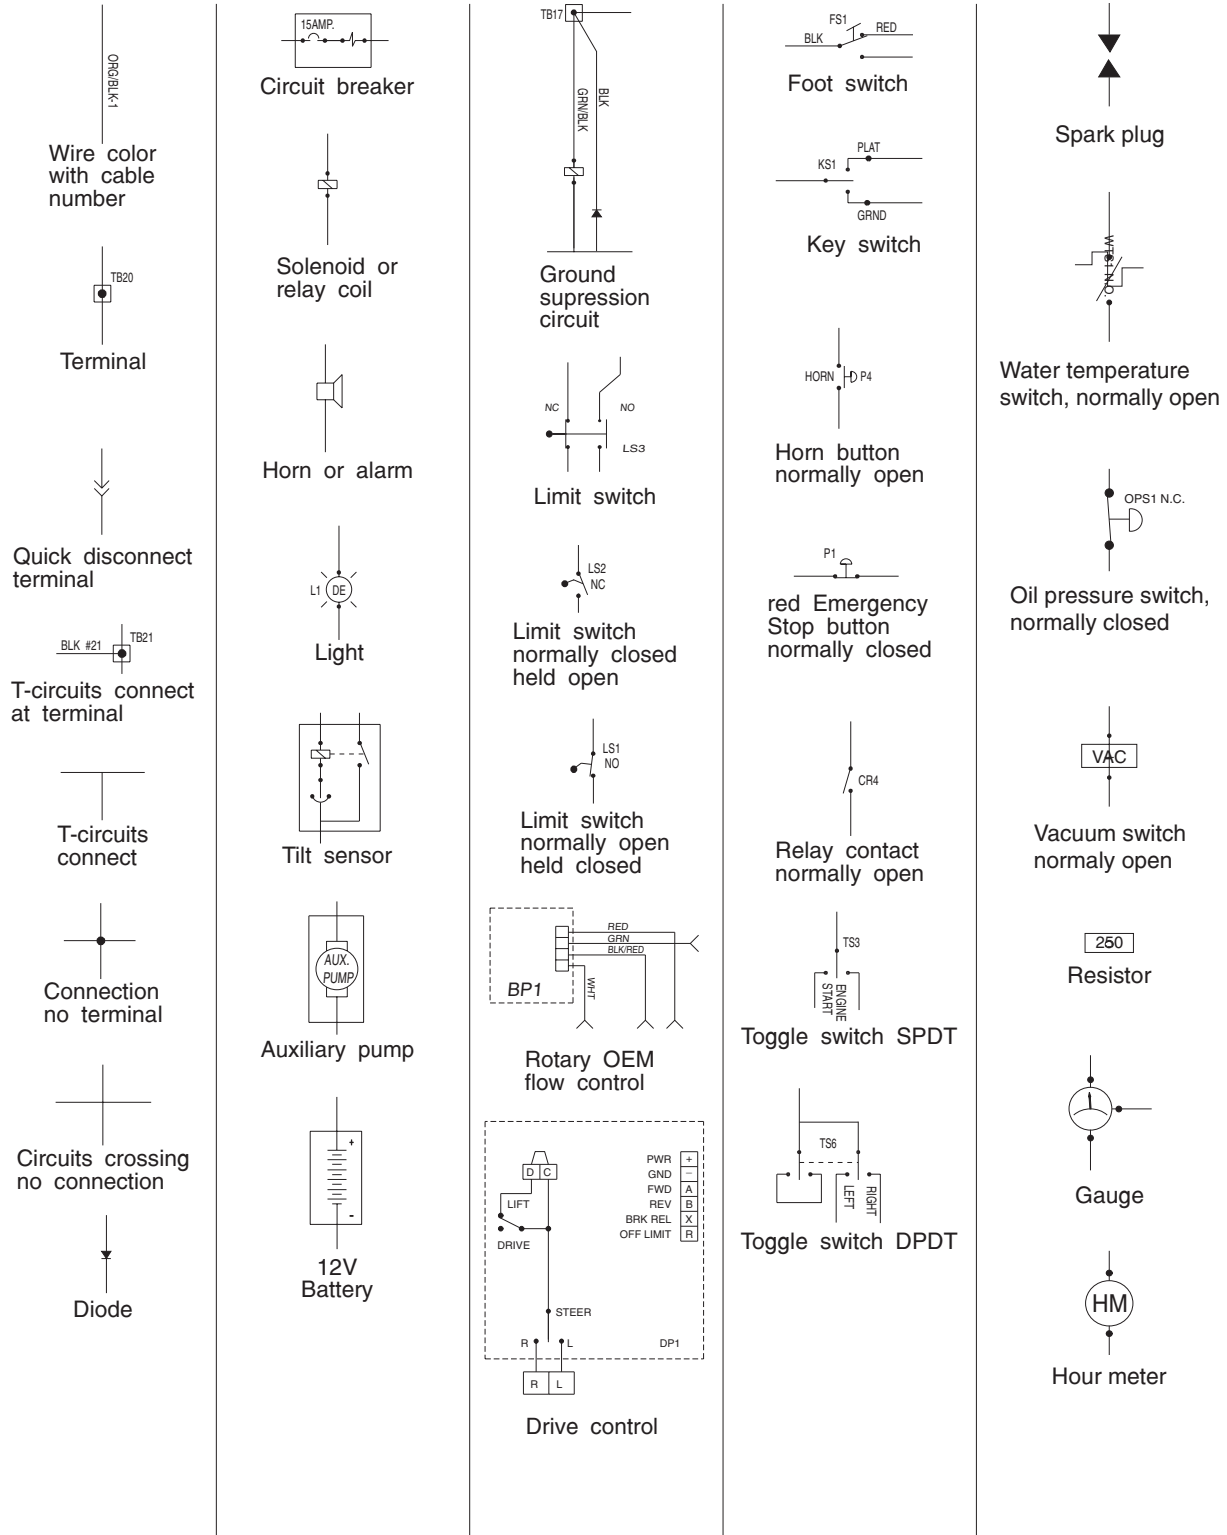 ORG/BLK-1
Wire color
with cable
number
TB20
Terminal
Quick disconnect
terminal
BLK #21
TB21
T-circuits connect
at terminal
T-circuits
connect
Connection
no terminal
Circuits crossing
no connection
Diode
15AMP.
Circuit breaker
Solenoid or
relay coil
Horn or alarm
L1
DE
Light
Tilt sensor
AUX.
PUMP
Auxiliary pump
+
-
12V
Battery
TB17
GRN/BLK
BLK
Ground
supression
circuit
NC
NO
LS3
Limit switch
LS2
NC
Limit switch
normally closed
held open
LS1
NO
Limit switch
normally open
held closed
RED
GRN
BLK/RED
WHT
BP1
Rotary OEM
flow control
D C
LIFT
DRIVE
PWR +
GND −
FWD A
REV B
BRK REL X
OFF LIMIT R
STEER
R L
DP1
R L
Drive control
FS1
BLK
RED
Foot switch
KS1
PLAT
GRND
Key switch
HORN
P4
Horn button
normally open
P1
red Emergency
Stop button
normally closed
CR4
Relay contact
normally open
TS3
START
ENGINE
Toggle switch SPDT
TS6
LEFT
RIGHT
Toggle switch DPDT
Spark plug
WTS1 N.O.
Water temperature
switch, normally open
OPS1 N.C.
Oil pressure switch,
normally closed
VAC
Vacuum switch
normaly open
250
Resistor
Gauge
HM
Hour meter